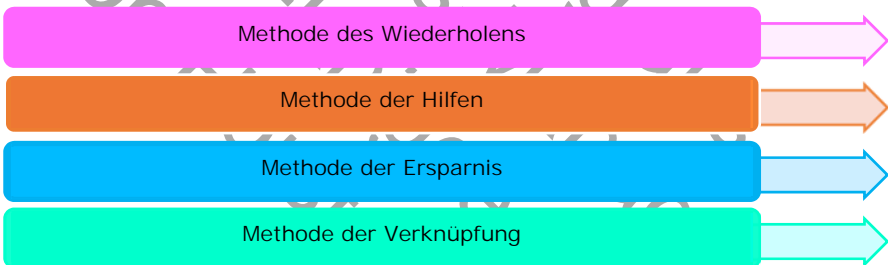 Methode des Wiederholens
Methode der Hilfen
Methode der Ersparnis
Methode der Verknüpfung